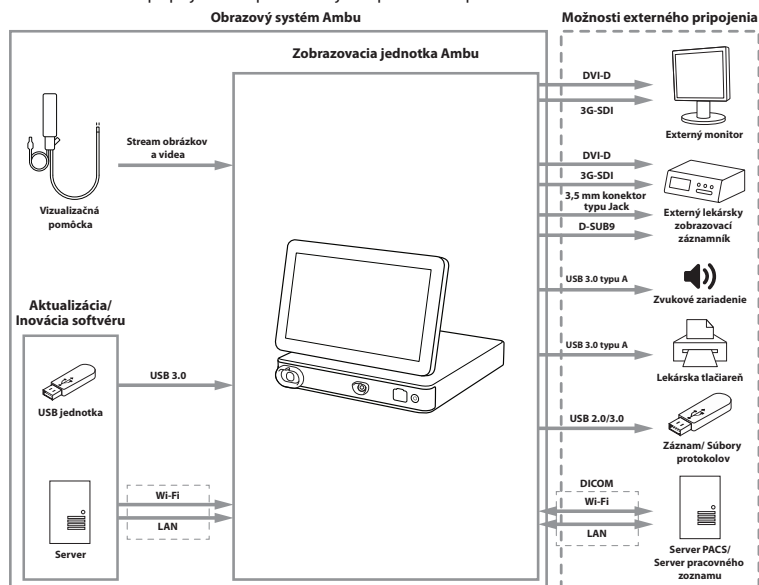 Obrazový systém Ambu
Možnosti externého pripojenia
Zobrazovacia jednotka Ambu
Stream obrázkov
a videa
Vizualizačná
pomôcka
Aktualizácia/
Inovácia softvéru
USB 3.0
USB jednotka
Wi-Fi
LAN
Server
DVI-D
3G-SDI
Externý monitor
DVI-D
3G-SDI
3,5 mm konektor
typu Jack
D-SUB9
Externý lekársky
zobrazovací
záznamník
USB 3.0 typu A
Zvukové zariadenie
USB 3.0 typu A
Lekárska tlačiareň
USB 2.0/3.0
Záznam/ Súbory
protokolov
DICOM
Wi-Fi
LAN
Server PACS/
Server pracovného
zoznamu